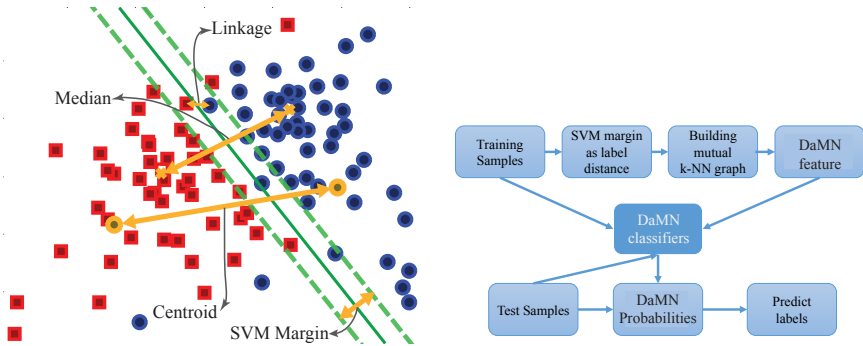 Linkage
Median
Centroid
SVM Margin
Training
Samples
SVM margin
as label
distance
Building
mutual
k-NN graph
DaMN
feature
DaMN
classifiers
Test Samples
DaMN
Probabilities
Predict
labels